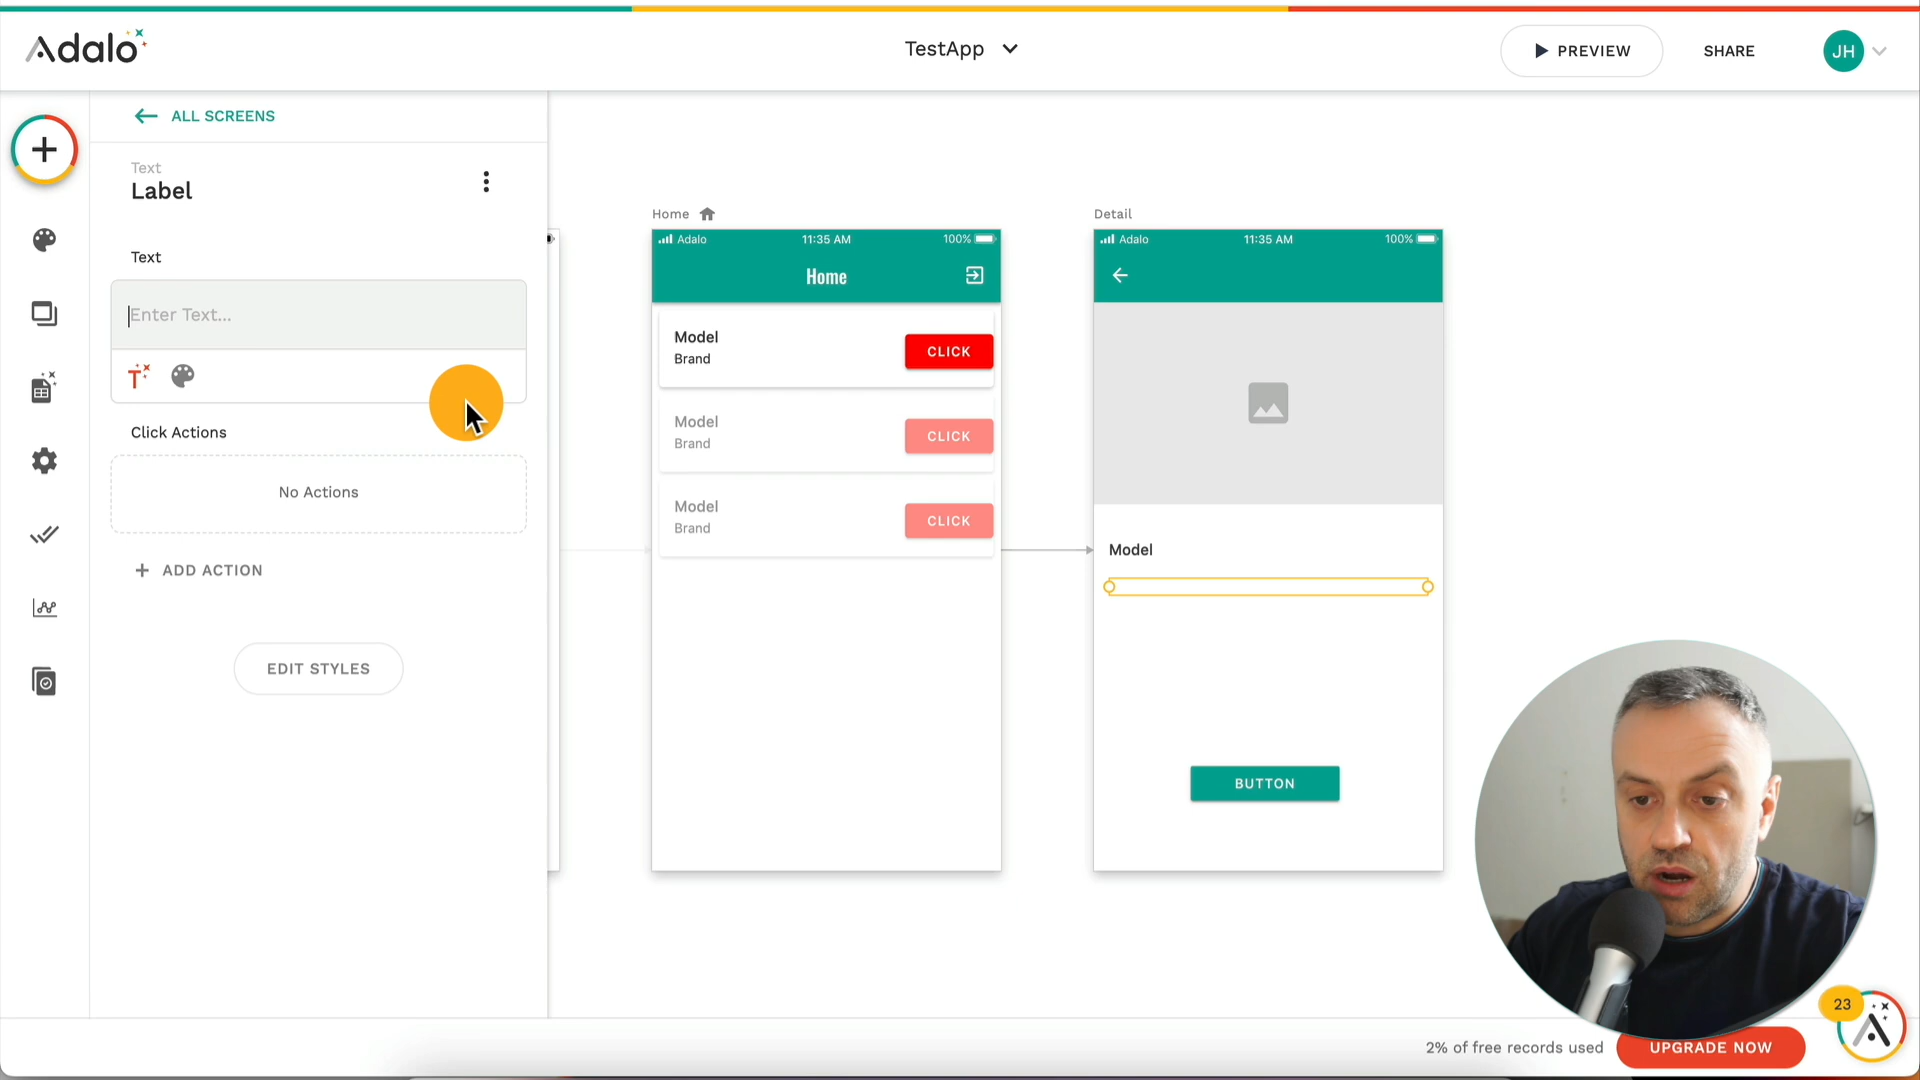 Adalo
TestApp
PREVIEW
SHARE
JH
ALL SCREENS
Text
Label
Text
Enter Text...
Click Actions
No Actions
ADD ACTION
EDIT STYLES
Home
Adalo
11:35 AM
100%
Home
Model
Brand
CLICK
Model
Brand
CLICK
Model
Brand
CLICK
Detail
Adalo
11:35 AM
100%
Model
BUTTON
23
2% of free records used
UPGRADE NOW